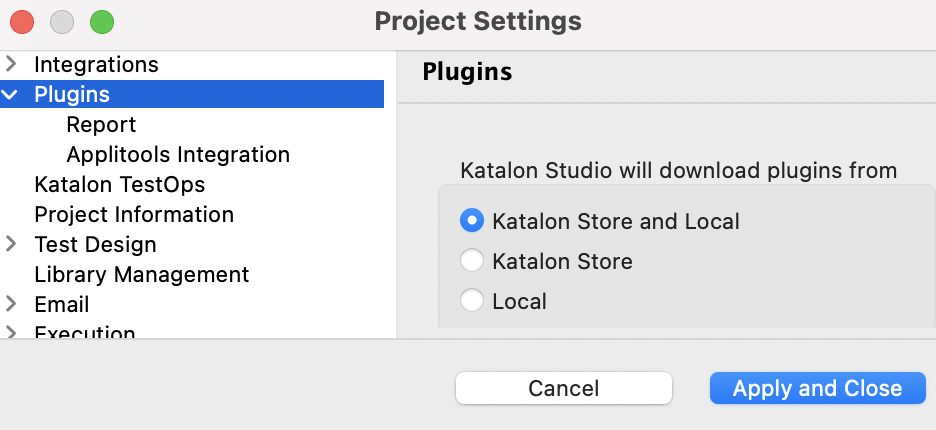 Project Settings
Integrations
Plugins
Report
Applitools Integration
Katalon TestOps
Project Information
Test Design
Library Management
Email
Execution
Plugins
Katalon Studio will download plugins from
Katalon Store and Local
Katalon Store
Local
Cancel
Apply and Close